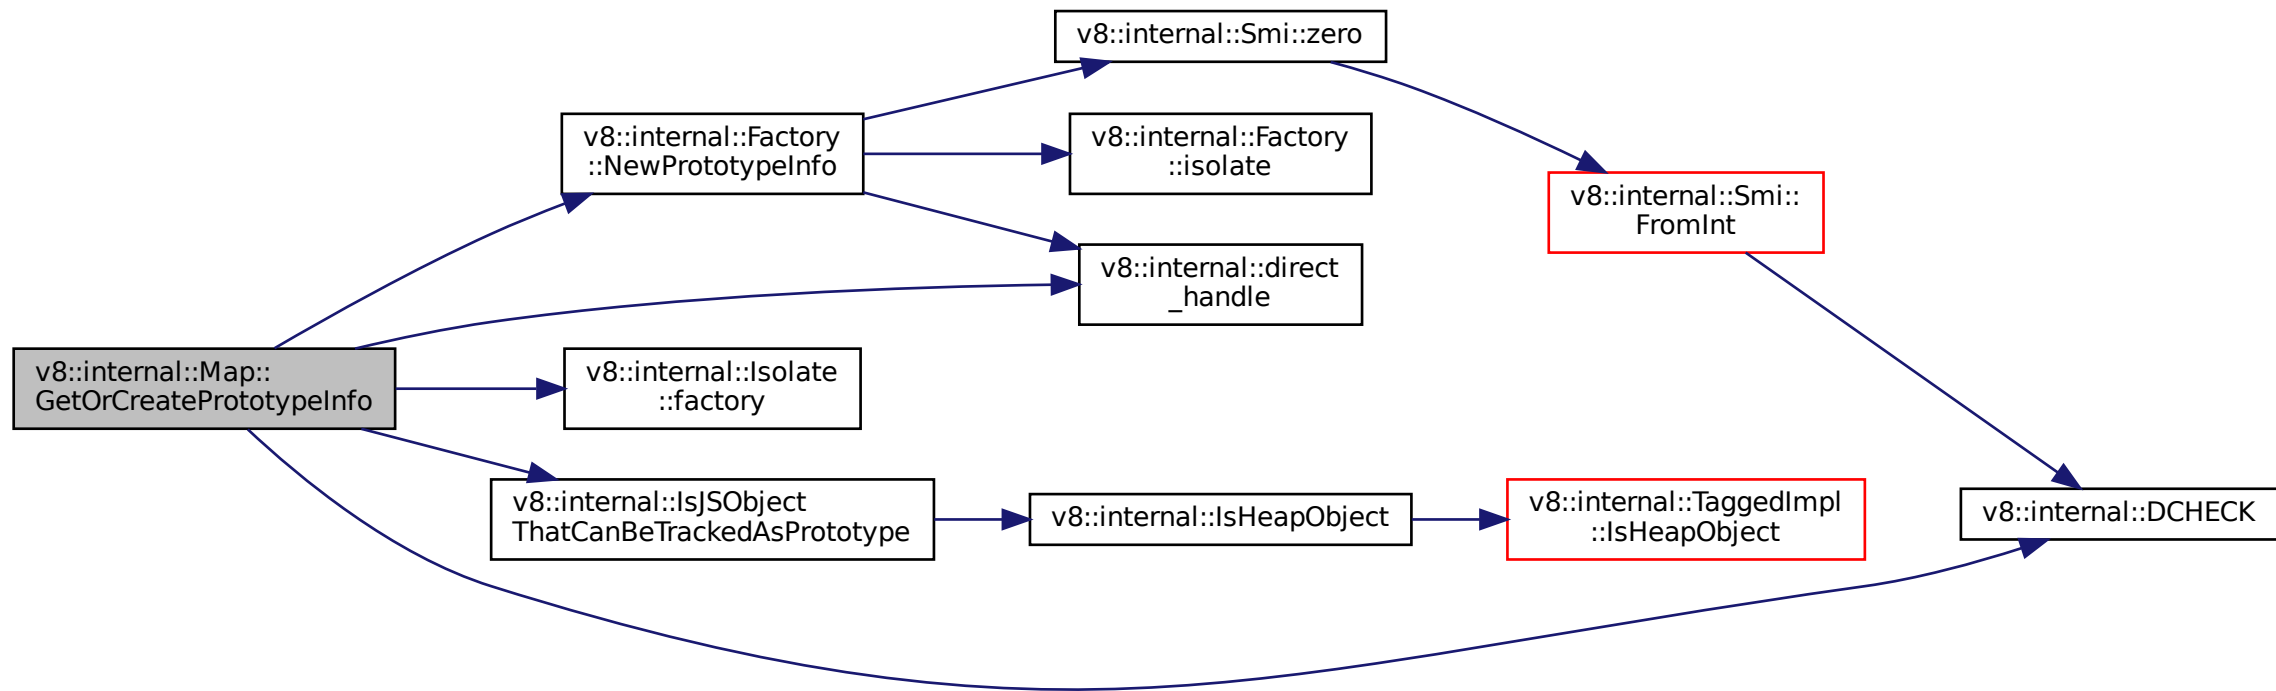 v8::internal::Smi::zero
v8::internal::Factory
::NewPrototypeInfo
v8::internal::Factory
::isolate
v8::internal::Smi::
FromInt
v8::internal::direct
_handle
v8::internal::Map::
GetOrCreatePrototypeInfo
v8::internal::Isolate
::factory
v8::internal::IsJSObject
ThatCanBeTrackedAsPrototype
v8::internal::IsHeapObject
v8::internal::TaggedImpl
::IsHeapObject
v8::internal::DCHECK